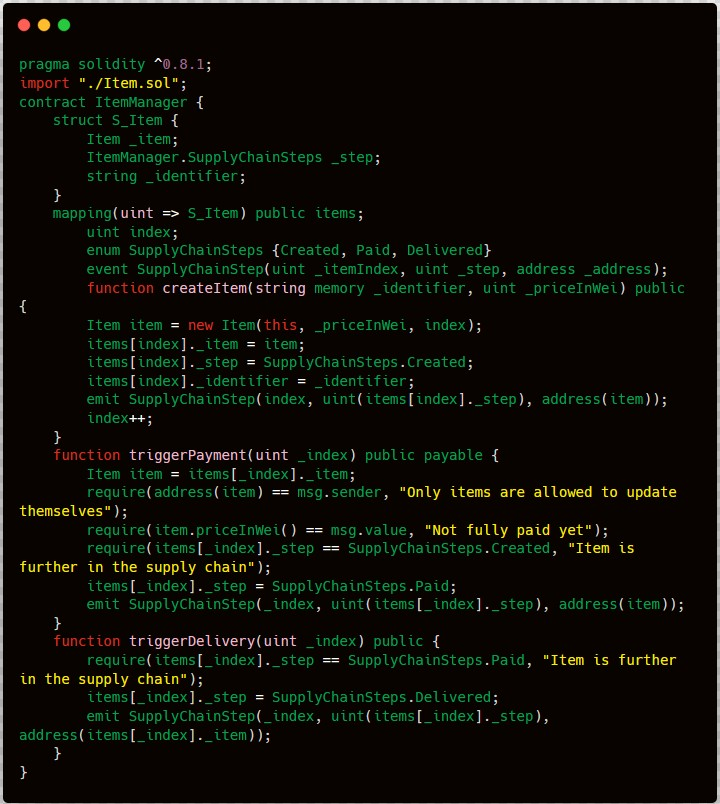 pragma solidity ^0.8.1;
import "./Item.sol";
contract ItemManager {
    struct S_Item {
        Item _item;
        ItemManager.SupplyChainSteps _step;
        string _identifier;
    }
    mapping(uint => S_Item) public items;
        uint index;
        enum SupplyChainSteps {Created, Paid, Delivered}
        event SupplyChainStep(uint _itemIndex, uint _step, address _address);
        function createItem(string memory _identifier, uint _priceInWei) public
{
        Item item = new Item(this, _priceInWei, index);
        items[index]._item = item;
        items[index]._step = SupplyChainSteps.Created;
        items[index]._identifier = _identifier;
        emit SupplyChainStep(index, uint(items[index]._step), address(item));
        index++;
    }
    function triggerPayment(uint _index) public payable {
        Item item = items[_index]._item;
        require(address(item) == msg.sender, "Only items are allowed to update
themselves");
        require(item.priceInWei() == msg.value, "Not fully paid yet");
        require(items[_index]._step == SupplyChainSteps.Created, "Item is
further in the supply chain");
        items[_index]._step = SupplyChainSteps.Paid;
        emit SupplyChainStep(_index, uint(items[_index]._step), address(item));
    }
    function triggerDelivery(uint _index) public {
        require(items[_index]._step == SupplyChainSteps.Paid, "Item is further
in the supply chain");
        items[_index]._step = SupplyChainSteps.Delivered;
        emit SupplyChainStep(_index, uint(items[_index]._step),
address(items[_index]._item));
    }
}